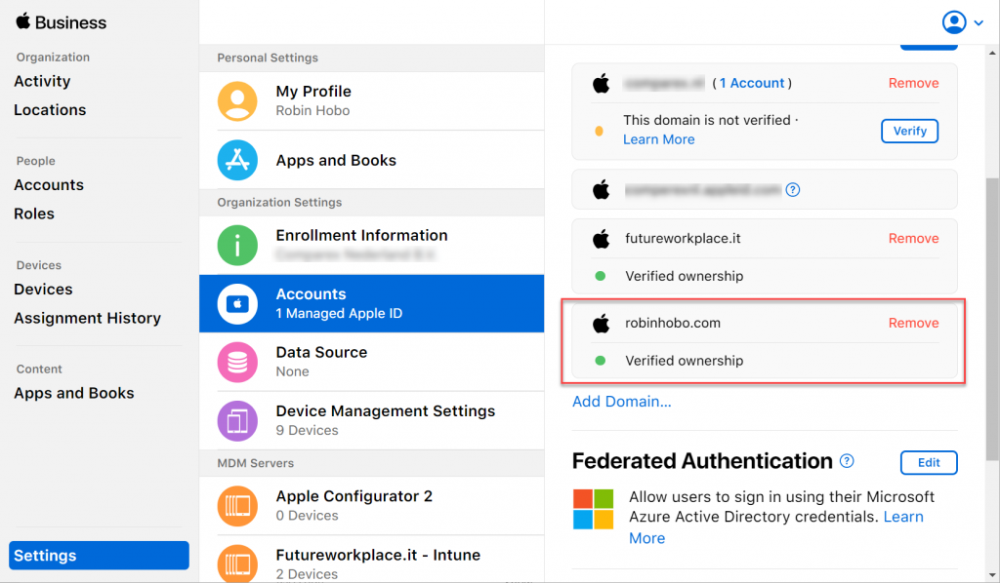 Business
Organization
Activity
Locations
People
Accounts
Roles
Devices
Devices
Assignment History
Content
Apps and Books
Settings
Personal Settings
My Profile
Robin Hobo
Apps and Books
Organization Settings
Enrollment Information
Accounts
1 Managed Apple ID
Data Source
None
Device Management Settings
9 Devices
MDM Servers
Apple Configurator 2
0 Devices
Futureworkplace.it - Intune
2 Devices
( 1 Account ) Remove
This domain is not verified ·
Learn More
Verify
?
futureworkplace.it Remove
Verified ownership
robinhobo.com Remove
Verified ownership
Add Domain...
Federated Authentication ? Edit
Allow users to sign in using their Microsoft
Azure Active Directory credentials. Learn
More